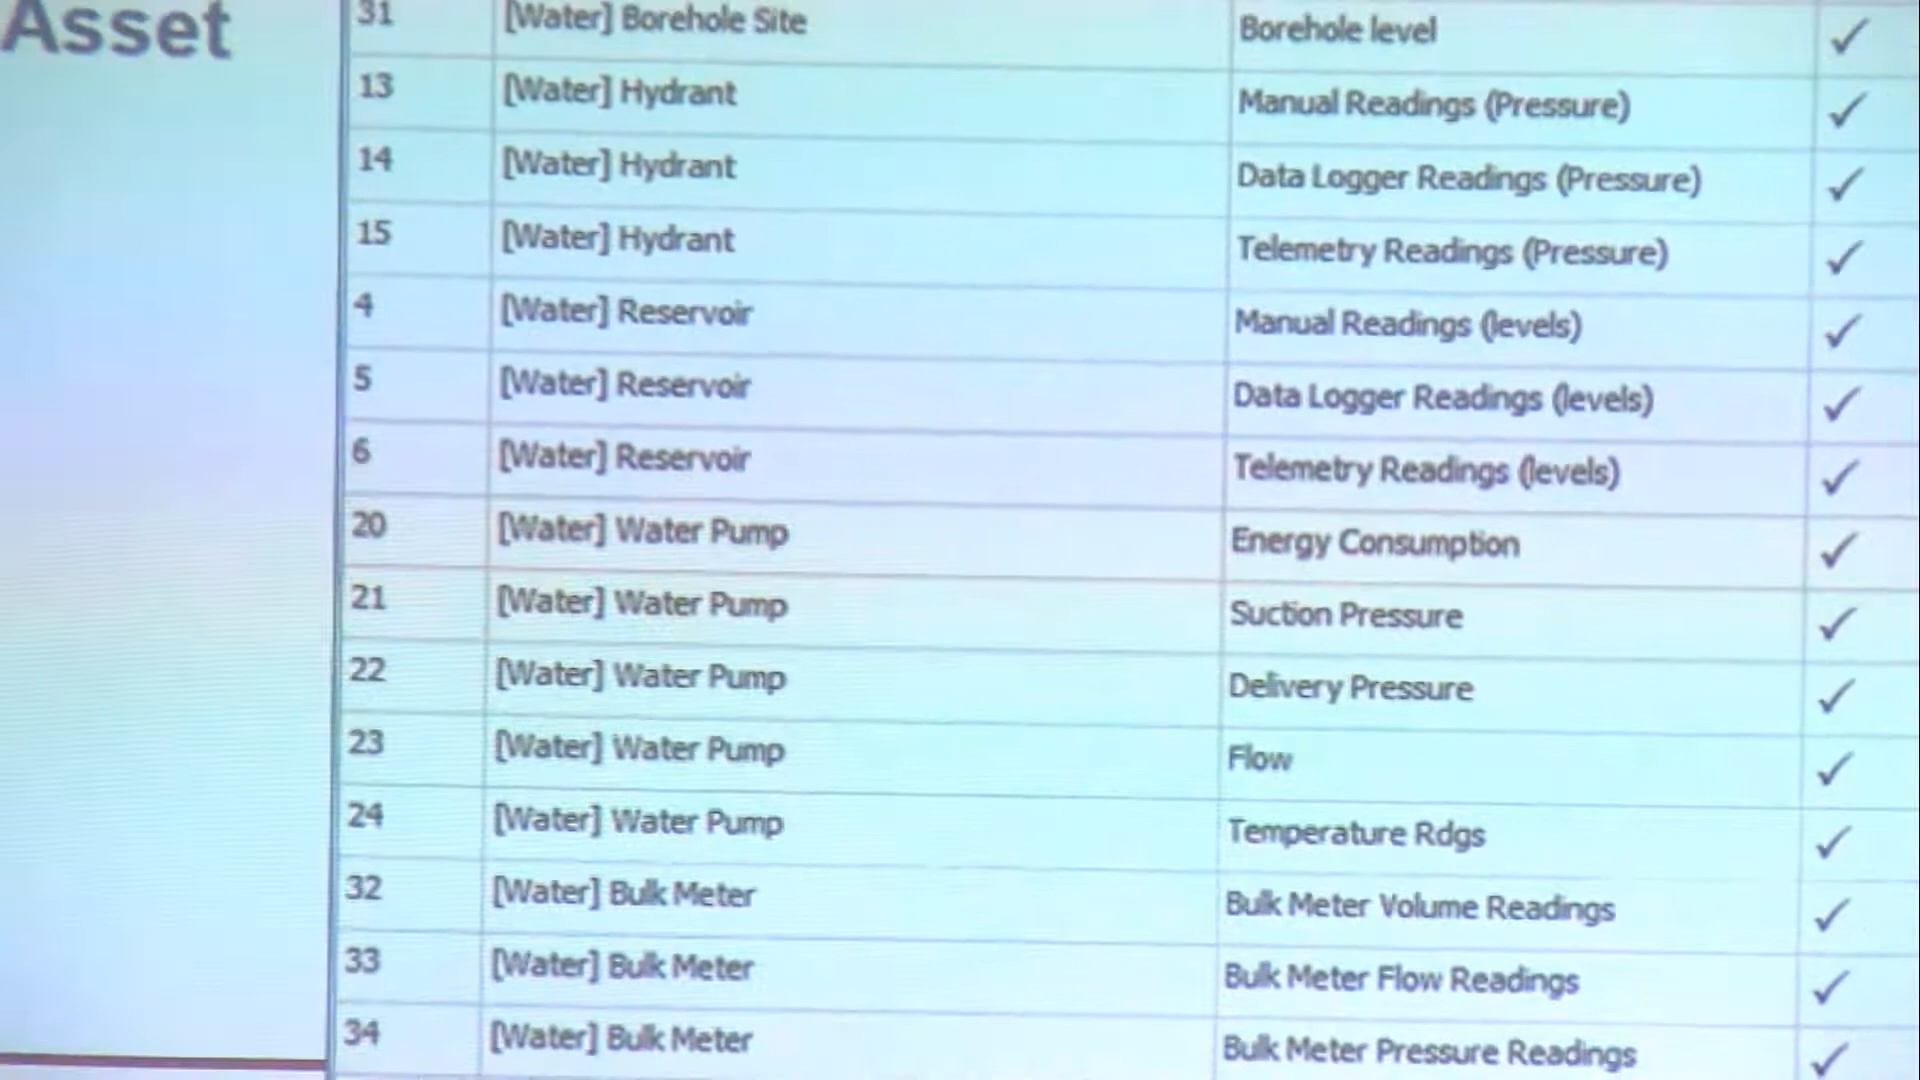 Asset
31 [Water] Borehole Site Borehole level ✓
13 [Water] Hydrant Manual Readings (Pressure) ✓
14 [Water] Hydrant Data Logger Readings (Pressure) ✓
15 [Water] Hydrant Telemetry Readings (Pressure) ✓
4 [Water] Reservoir Manual Readings (levels) ✓
5 [Water] Reservoir Data Logger Readings (levels) ✓
6 [Water] Reservoir Telemetry Readings (levels) ✓
20 [Water] Water Pump Energy Consumption ✓
21 [Water] Water Pump Suction Pressure ✓
22 [Water] Water Pump Delivery Pressure ✓
23 [Water] Water Pump Flow ✓
24 [Water] Water Pump Temperature Rdgs ✓
32 [Water] Bulk Meter Bulk Meter Volume Readings ✓
33 [Water] Bulk Meter Bulk Meter Flow Readings ✓
34 [Water] Bulk Meter Bulk Meter Pressure Readings ✓